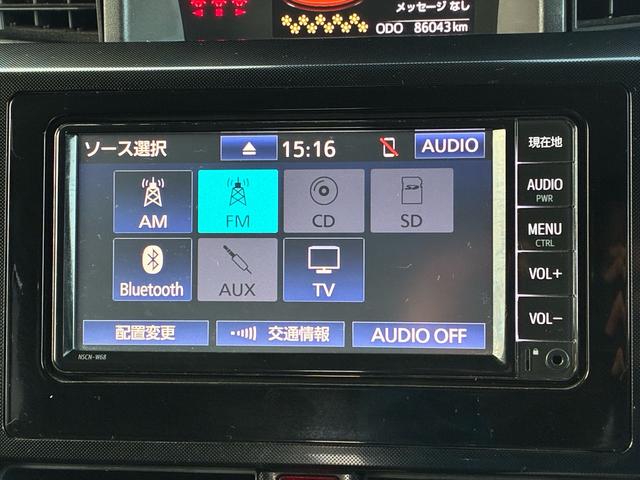 メッセージ なし
ODO 86043 km
ソース選択 15:16 AUDIO
現在地
AM FM CD SD
AUDIO
PWR
MENU
CTRL
Bluetooth AUX TV
VOL+
VOL−
配置変更 交通情報 AUDIO OFF
NSCN-W68